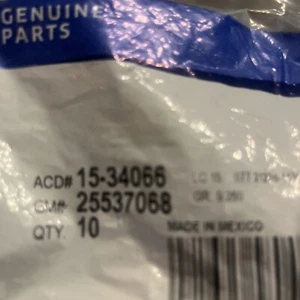 GENUINE
PARTS
ACD# 15-34066
GM# 25537068
QTY. 10
MADE IN MEXICO